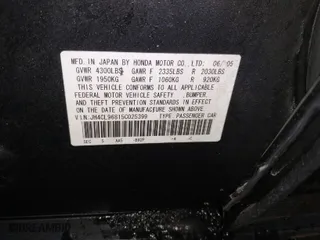 MFD. IN JAPAN BY HONDA MOTOR CO., LTD. 06/05
GVWR 4300LBS GAWR F 2335LBS R 2030LBS
GVWR 1950KG GAWR F 1060KG R 920KG
THIS VEHICLE CONFORMS TO ALL APPLICABLE
FEDERAL MOTOR VEHICLE SAFETY, BUMPER,
AND THEFT PREVENTION STANDARDS IN EFFECT
ON THE DATE OF MANUFACTURE SHOWN ABOVE.
VIN:JH4CL96815C025399 TYPE:PASSENGER CAR